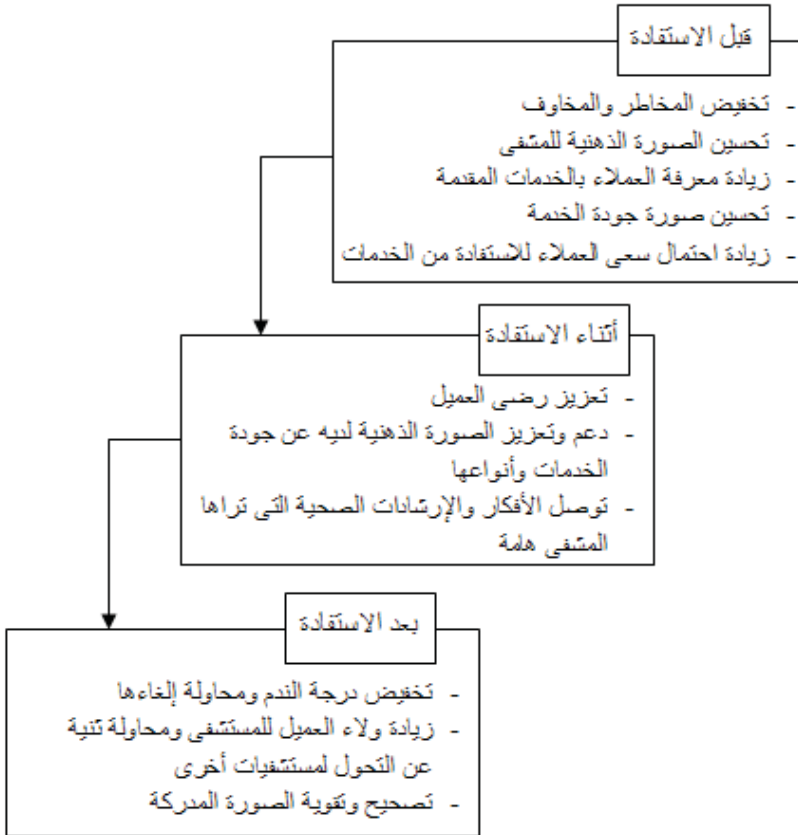 قبل الاستفادة
- تخفيض المخاطر والمخاوف
- تحسين الصورة الذهنية للمشفى
- زيادة معرفة العملاء بالخدمات المقدمة
- تحسين صورة جودة الخدمة
- زيادة احتمال سعى العملاء للاستفادة من الخدمات
أثناء الاستفادة
- تعزيز رضى العميل
- دعم وتعزيز الصورة الذهنية لديه عن جودة
الخدمات وأنواعها
- توصل الأفكار والإرشادات الصحية التى تراها
المشفى هامة
بعد الاستفادة
- تخفيض درجة الندم ومحاولة إلغاءها
- زيادة ولاء العميل للمستشفى ومحاولة ثنية
عن التحول لمستشفيات أخرى
- تصحيح وتقوية الصورة المدركة